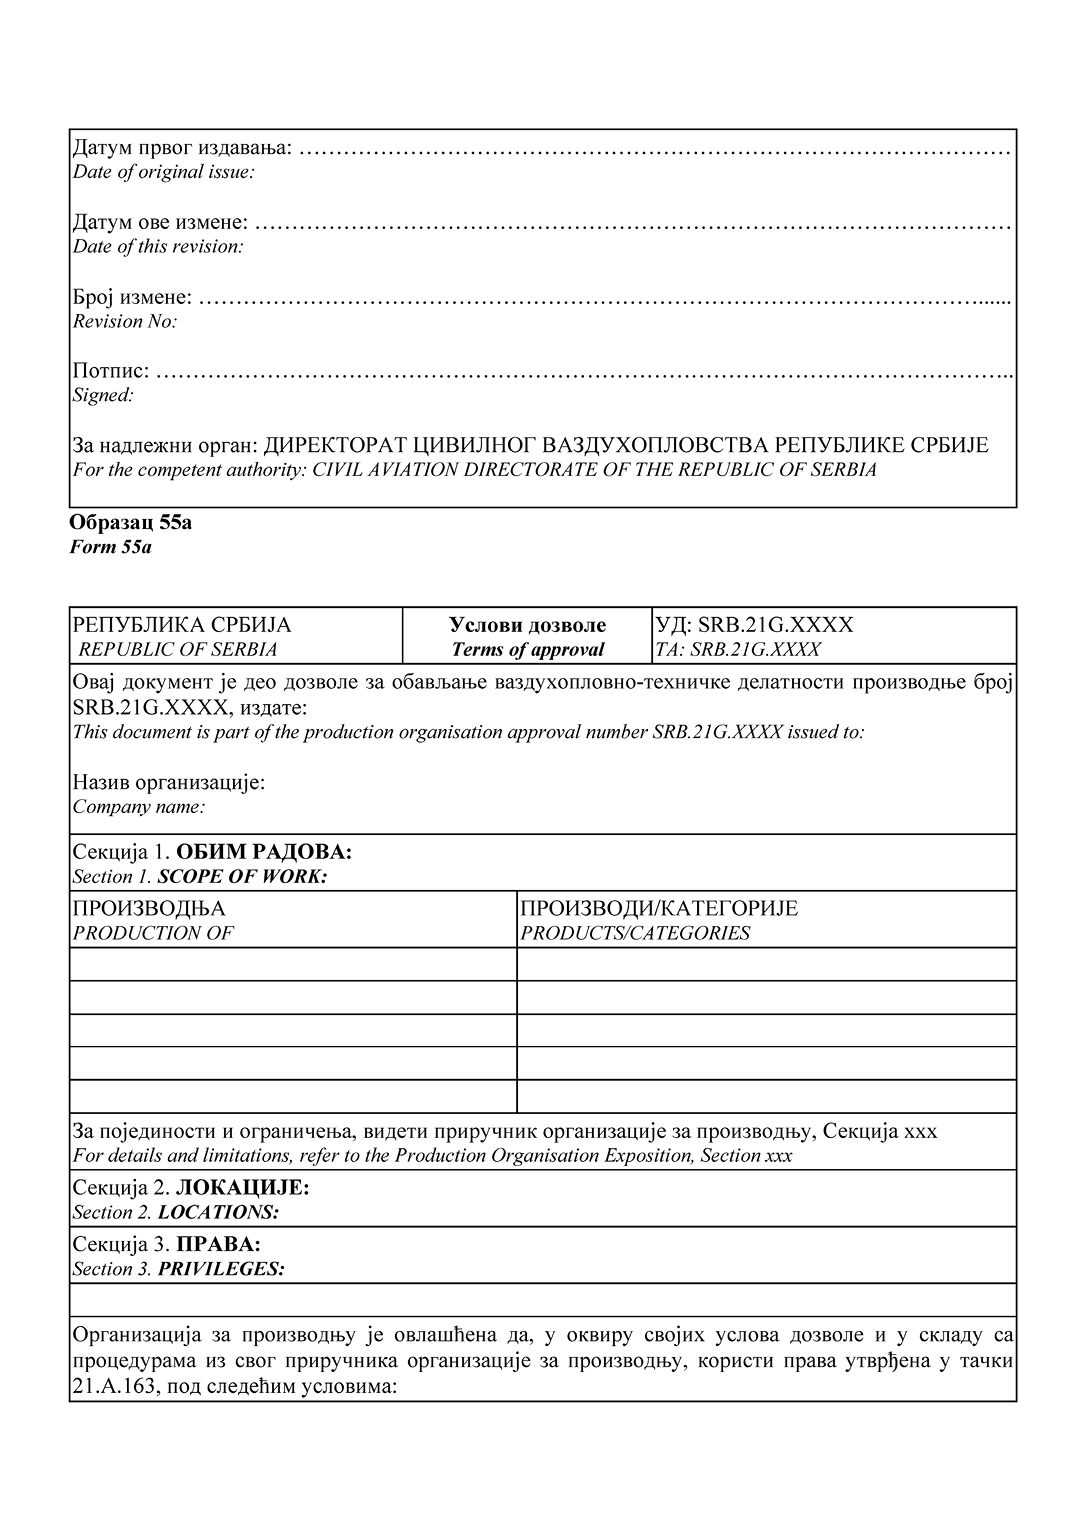 Датум првог издавања: ……………………………………………………………………………………
Date of original issue:
Датум ове измене: …………………………………………………………………………………………
Date of this revision:
Број измене: ……………………………………………………………………………………………......
Revision No:
Потпис: ……………………………………………………………………………………………………..
Signed:
За надлежни орган: ДИРЕКТОРАТ ЦИВИЛНОГ ВАЗДУХОПЛОВСТВА РЕПУБЛИКЕ СРБИЈЕ
For the competent authority: CIVIL AVIATION DIRECTORATE OF THE REPUBLIC OF SERBIA
Образац 55а
Form 55a
РЕПУБЛИКА СРБИЈА
REPUBLIC OF SERBIA
Услови дозволе
Terms of approval
УД: SRB.21G.XXXX
TA: SRB.21G.XXXX
Овај документ је део дозволе за обављање ваздухопловно-техничке делатности производње број
SRB.21G.XXXX, издате:
This document is part of the production organisation approval number SRB.21G.XXXX issued to:
Назив организације:
Company name:
Секција 1. ОБИМ РАДОВА:
Section 1. SCOPE OF WORK:
ПРОИЗВОДЊА
PRODUCTION OF
ПРОИЗВОДИ/КАТЕГОРИЈЕ
PRODUCTS/CATEGORIES
За појединости и ограничења, видети приручник организације за производњу, Секција xxx
For details and limitations, refer to the Production Organisation Exposition, Section xxx
Секција 2. ЛОКАЦИЈЕ:
Section 2. LOCATIONS:
Секција 3. ПРАВА:
Section 3. PRIVILEGES:
Организација за производњу је овлашћена да, у оквиру својих услова дозволе и у складу са
процедурама из свог приручника организације за производњу, користи права утврђена у тачки
21.А.163, под следећим условима: